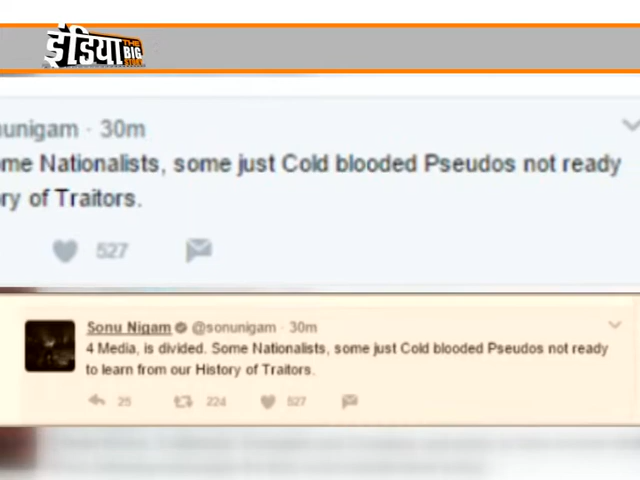 इंडिया
THE
BIG
STORY
nunigam · 30m
ome Nationalists, some just Cold blooded Pseudos not ready
ry of Traitors.
527
Sonu Nigam @sonunigam · 30m
4 Media, is divided. Some Nationalists, some just Cold blooded Pseudos not ready
to learn from our History of Traitors.
25 224 527